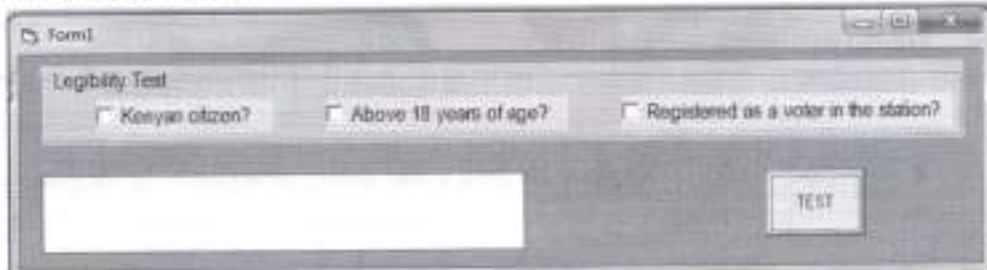 Form1
Legibility Test
Kenyan citizen?
Above 18 years of age?
Registered as a voter in the station?
TEST